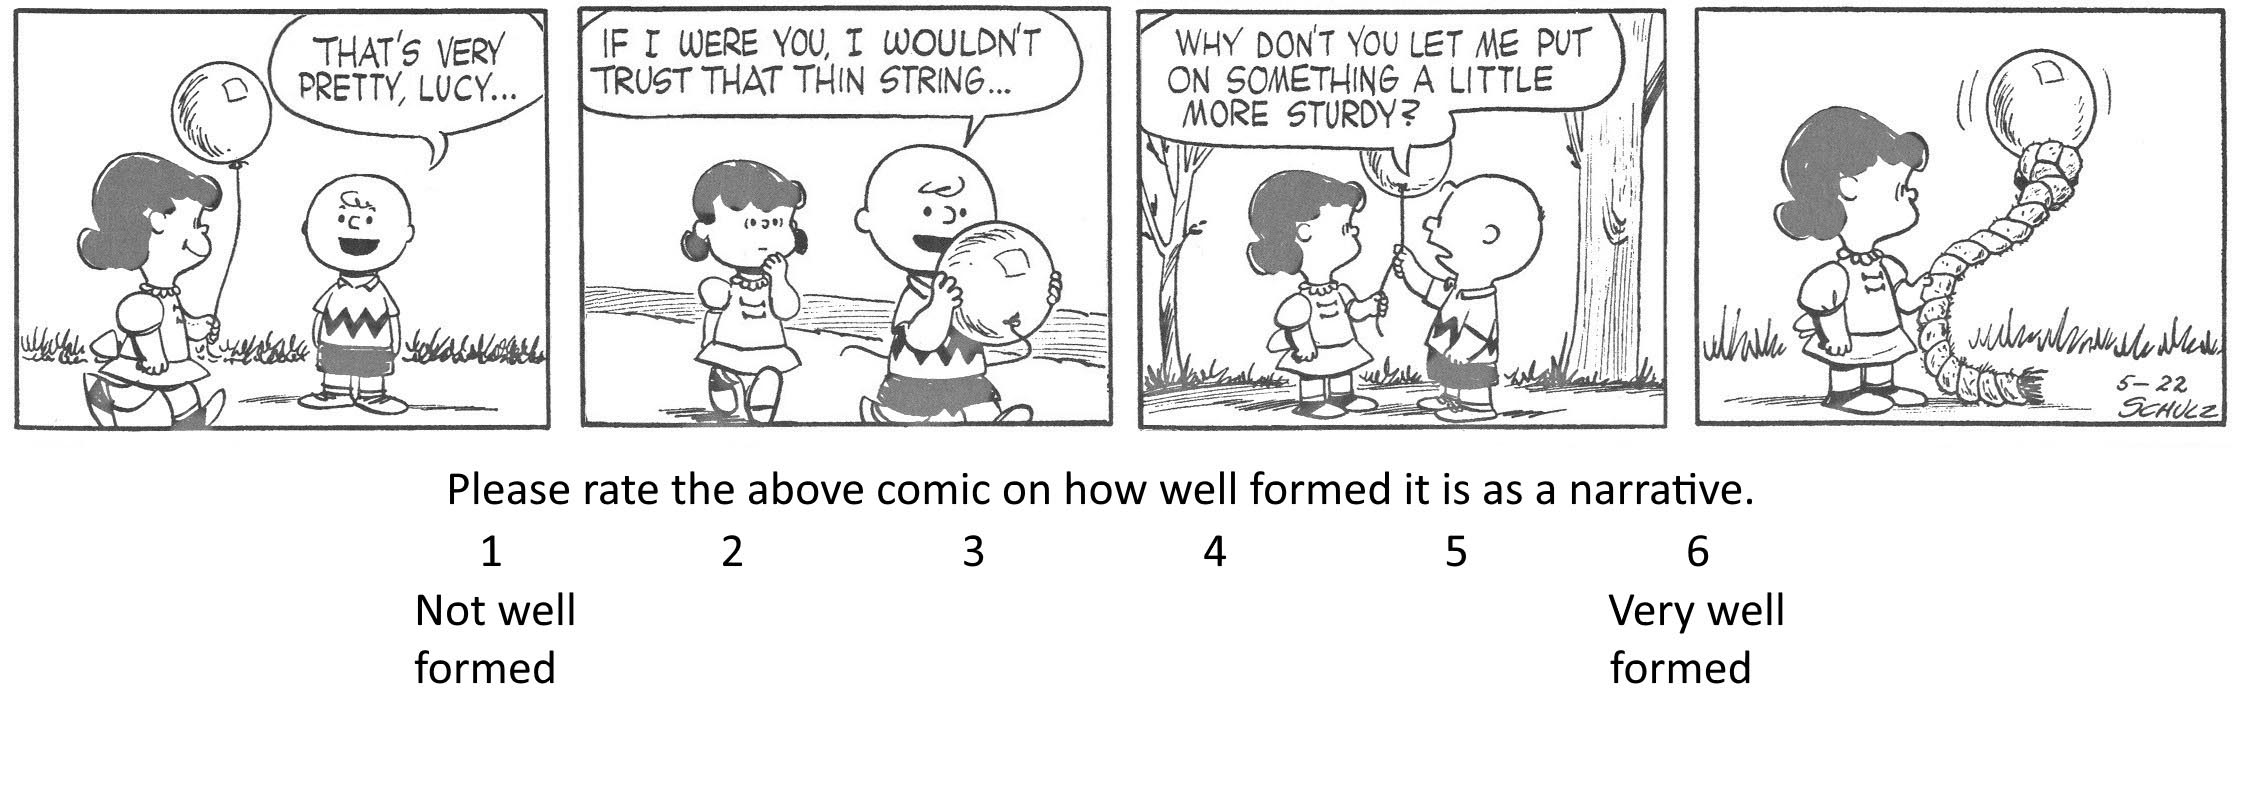 THAT'S VERY
PRETTY, LUCY...
IF I WERE YOU, I WOULDN'T
TRUST THAT THIN STRING...
WHY DON'T YOU LET ME PUT
ON SOMETHING A LITTLE
MORE STURDY?
5-22
SCHULZ
Please rate the above comic on how well formed it is as a narrative.
1 2 3 4 5 6
Not well Very well
formed formed